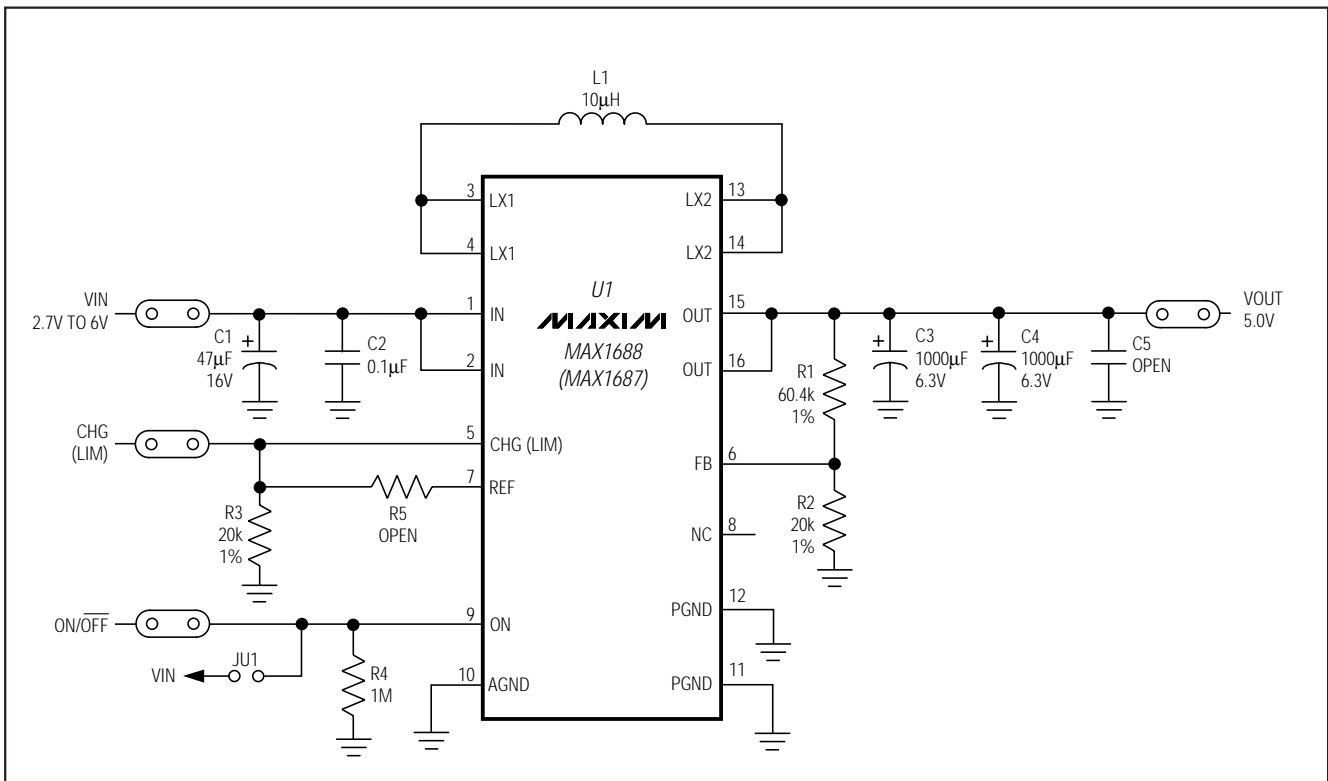 L1
10µH
3
LX1
LX2
13
4
LX1
LX2
14
VIN
2.7V TO 6V
1
IN
OUT
15
2
IN
OUT
16
U1
MAXIM
MAX1688
(MAX1687)
C1
+
47µF
16V
C2
0.1µF
R1
60.4k
1%
+
C3
1000µF
6.3V
+
C4
1000µF
6.3V
C5
OPEN
VOUT
5.0V
CHG
(LIM)
5
CHG (LIM)
FB
6
7
REF
R5
OPEN
R3
20k
1%
R2
20k
1%
NC
8
ON/OFF
9
ON
PGND
12
VIN
JU1
R4
1M
10
AGND
PGND
11